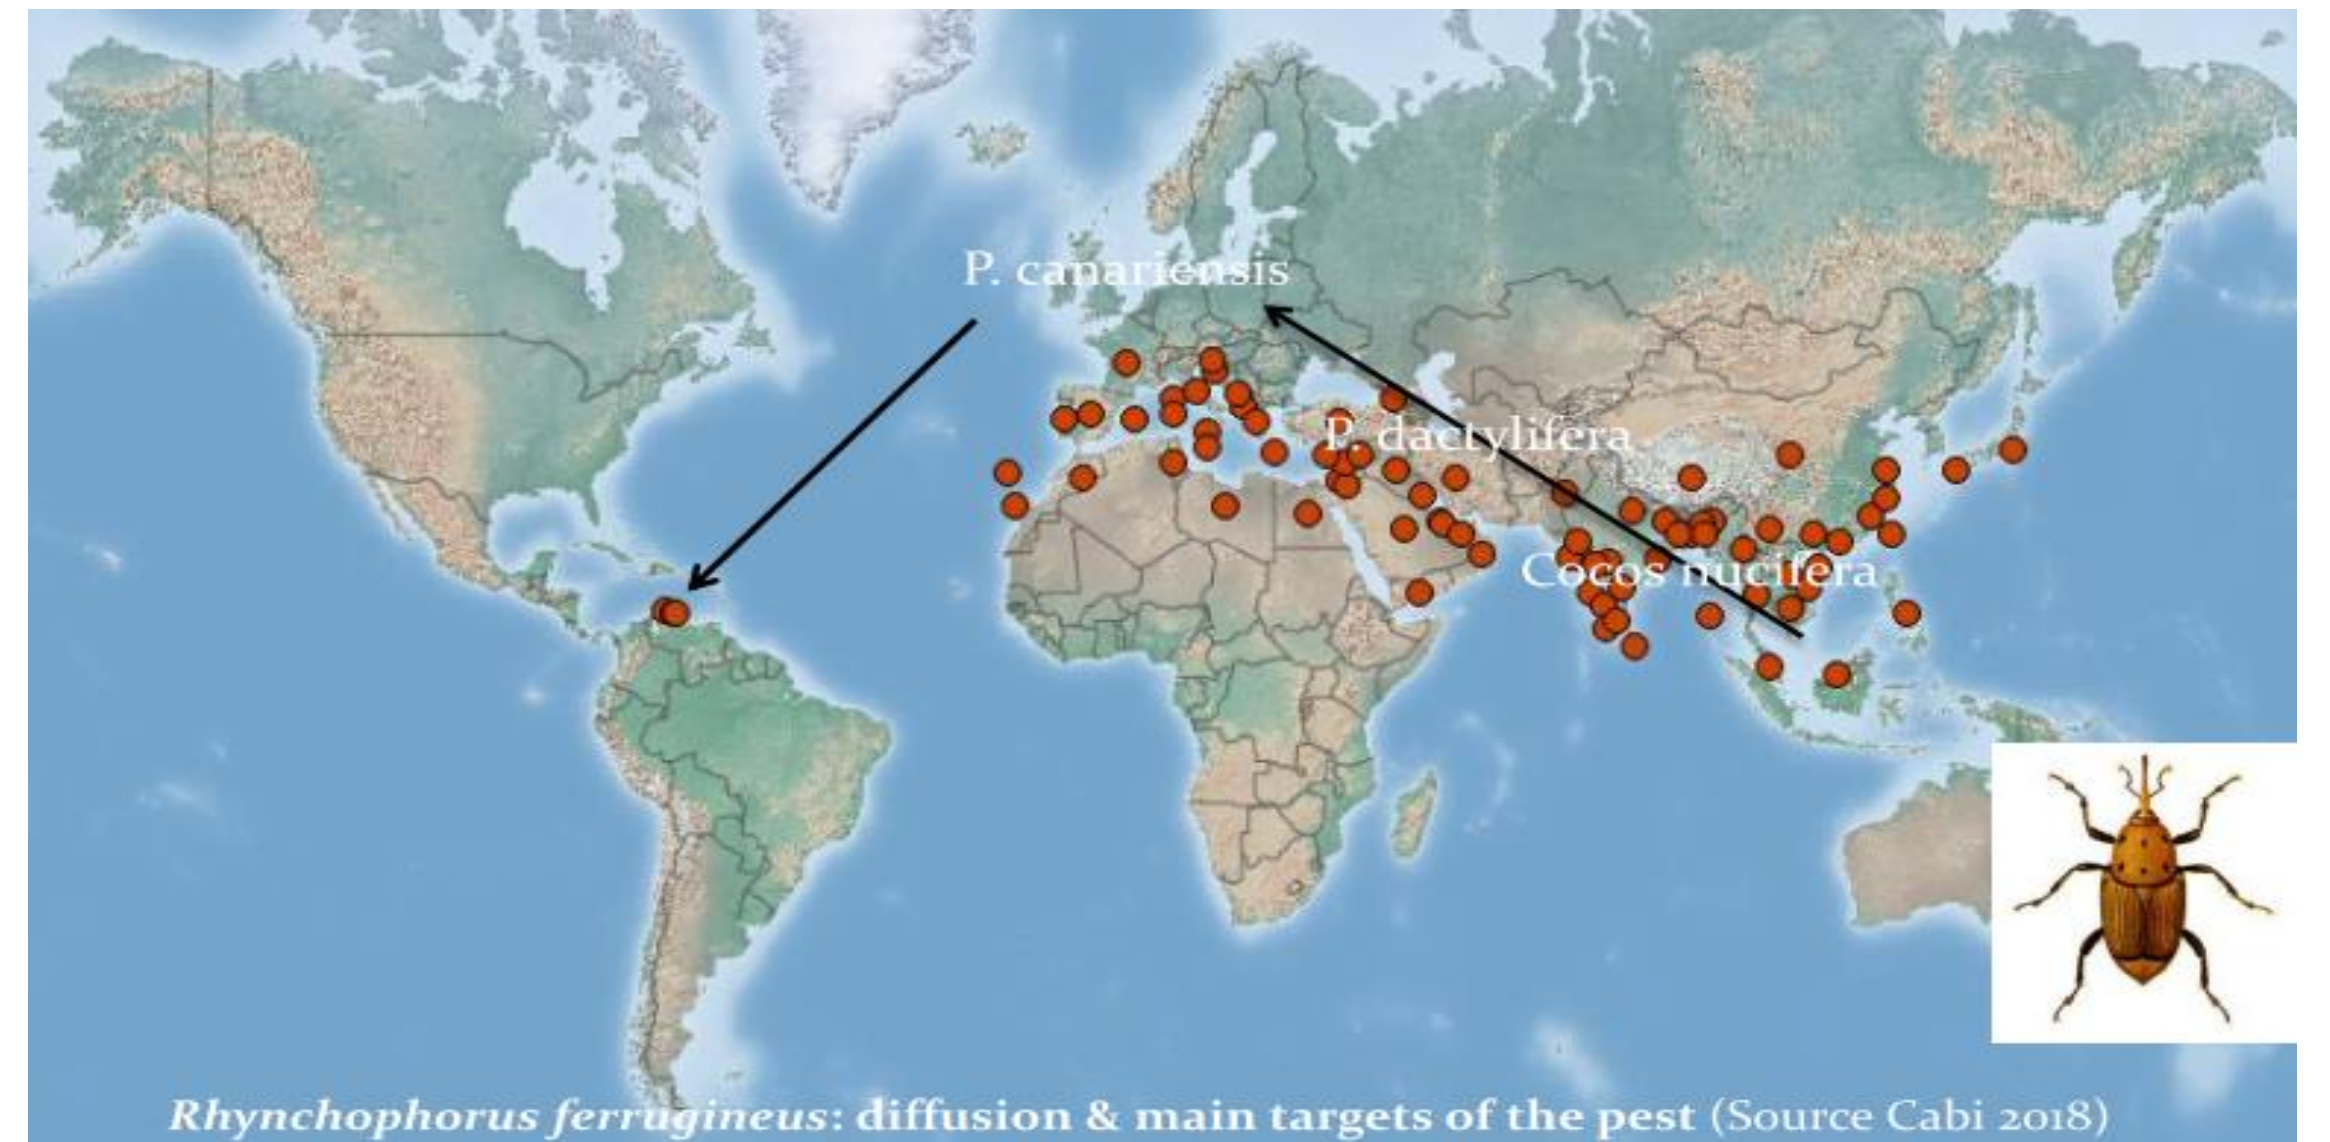 P. canariensis
P. dactylifera
Cocos nucifera
Rhynchophorus ferrugineus: diffusion & main targets of the pest (Source Cabi 2018)